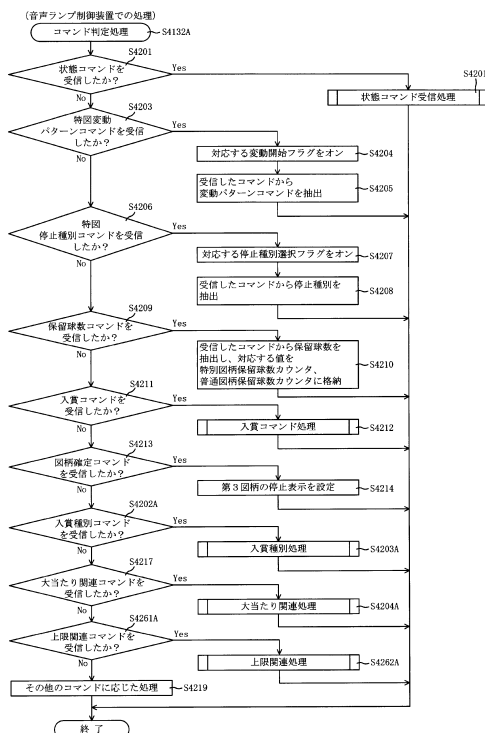 (音声ランプ制御装置での処理)
コマンド判定処理
S4132A
S4201
状態コマンドを
受信したか?
Yes
No
S4201
状態コマンド受信処理
S4203
特図変動
パターンコマンドを受信
したか?
Yes
No
対応する変動開始フラグをオン
S4204
受信したコマンドから
変動パターンコマンドを抽出
S4205
S4206
特図
停止種別コマンドを受信
したか?
Yes
No
対応する停止種別選択フラグをオン
S4207
受信したコマンドから停止種別を
抽出
S4208
S4209
保留球数コマンドを
受信したか?
Yes
No
受信したコマンドから保留球数を
抽出し、対応する値を
特別図柄保留球数カウンタ、
普通図柄保留球数カウンタに格納
S4210
S4211
入賞コマンドを
受信したか?
Yes
No
入賞コマンド処理
S4212
S4213
図柄確定コマンド
を受信したか?
Yes
No
第3図柄の停止表示を設定
S4214
S4202A
入賞種別コマンド
を受信したか?
Yes
No
入賞種別処理
S4203A
S4217
大当たり関連コマンドを
受信したか?
Yes
No
大当たり関連処理
S4204A
S4261A
上限関連コマンドを
受信したか?
Yes
No
上限関連処理
S4262A
その他のコマンドに応じた処理
S4219
終了